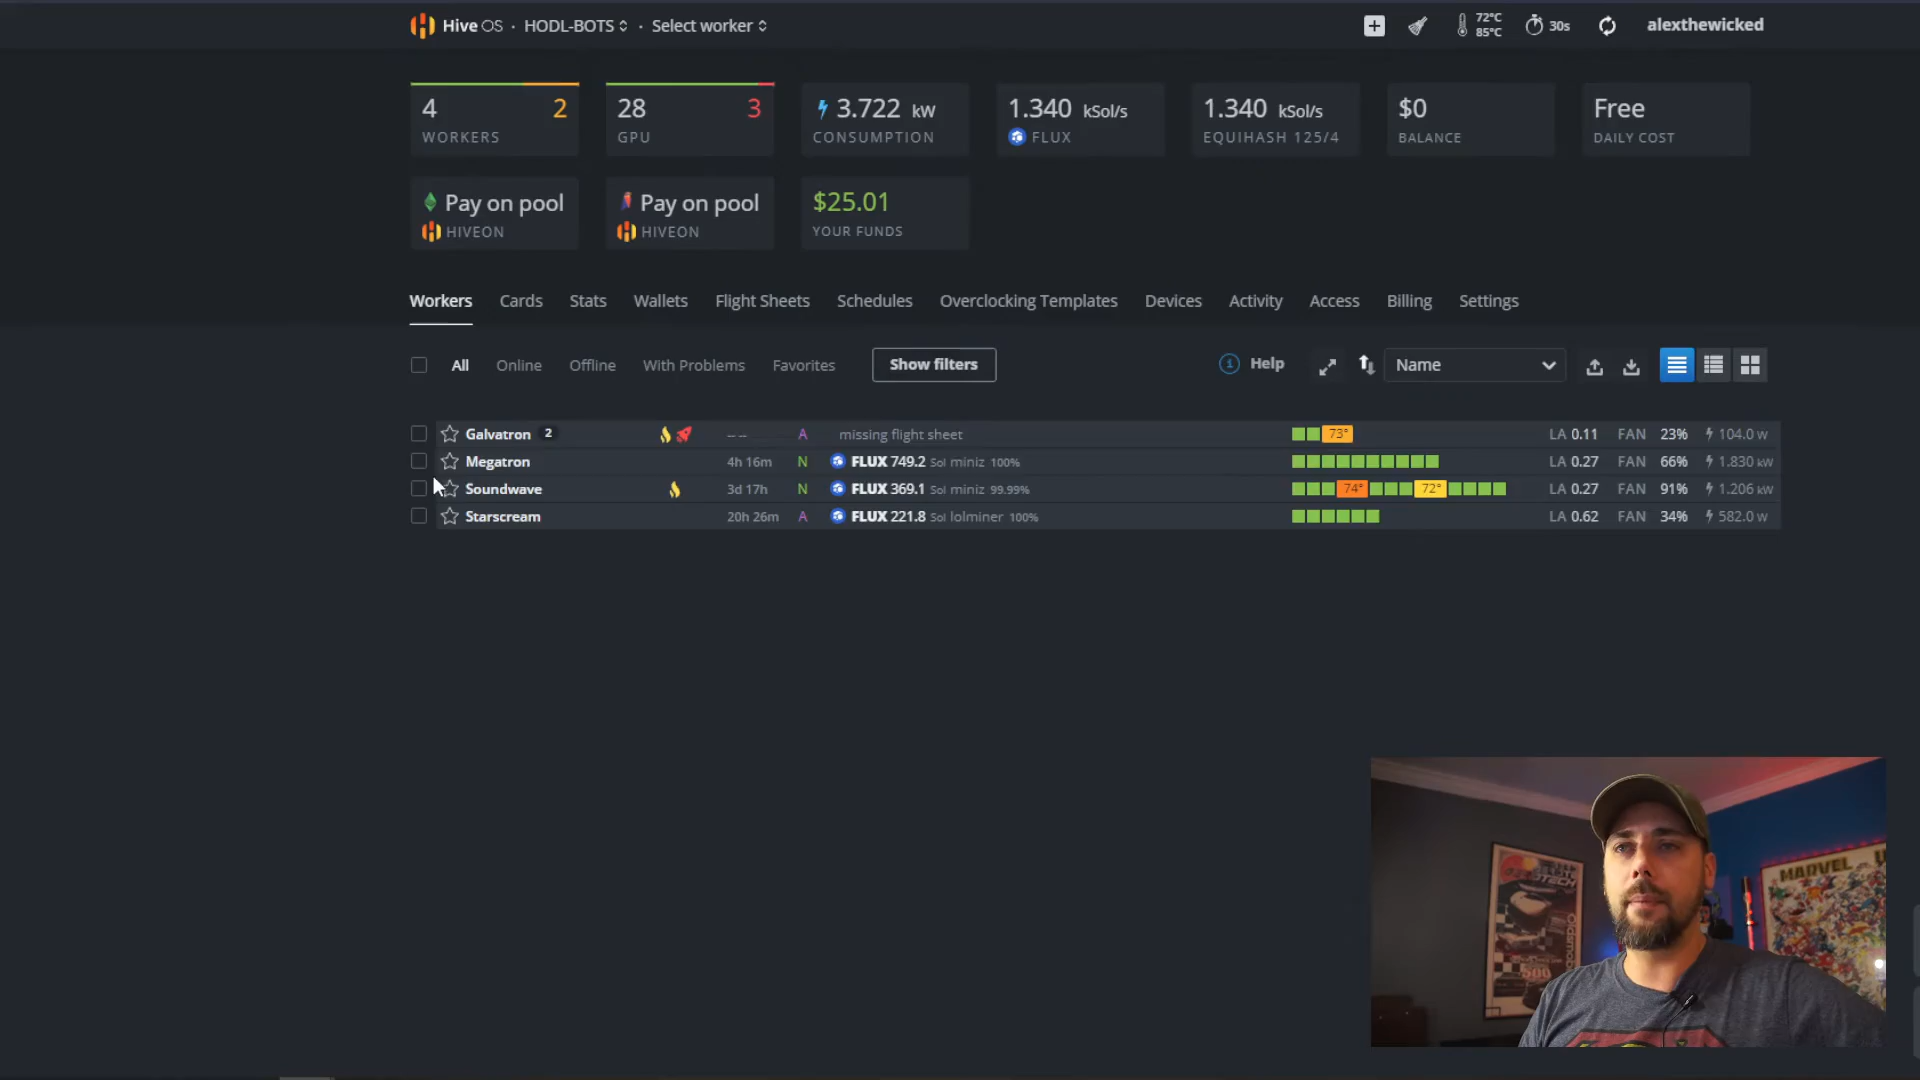 Hive OS · HODL-BOTS · Select worker
72°C
85°C
30s
alexthewicked
4 2
WORKERS
28 3
GPU
3.722 kW
CONSUMPTION
1.340 kSol/s
FLUX
1.340 kSol/s
EQUIHASH 125/4
$0
BALANCE
Free
DAILY COST
Pay on pool
HIVEON
Pay on pool
HIVEON
$25.01
YOUR FUNDS
Workers Cards Stats Wallets Flight Sheets Schedules Overclocking Templates Devices Activity Access Billing Settings
All Online Offline With Problems Favorites Show filters Help Name
Galvatron 2 -- -- A missing flight sheet 73° LA 0.11 FAN 23% 104.0 W
Megatron 4h 16m N FLUX 749.2 Sol miniz 100% LA 0.27 FAN 66% 1.830 kW
Soundwave 3d 17h N FLUX 369.1 Sol miniz 99.99% 74° 72° LA 0.27 FAN 91% 1.206 kW
Starscream 20h 26m A FLUX 221.8 Sol lolminer 100% LA 0.62 FAN 34% 582.0 W
MARVEL
500